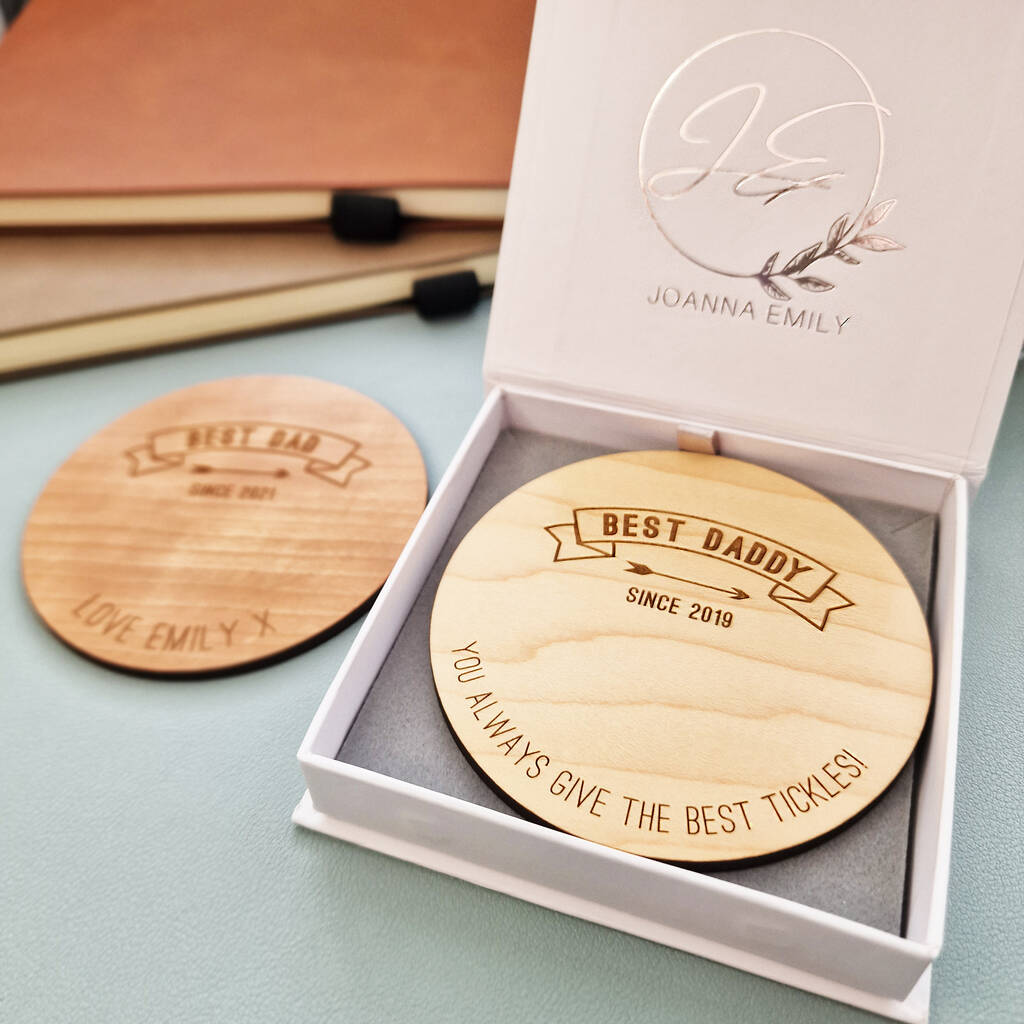 JE
JOANNA EMILY
BEST DAD
SINCE 2021
LOVE EMILY X
BEST DADDY
SINCE 2019
YOU ALWAYS GIVE THE BEST TICKLES!